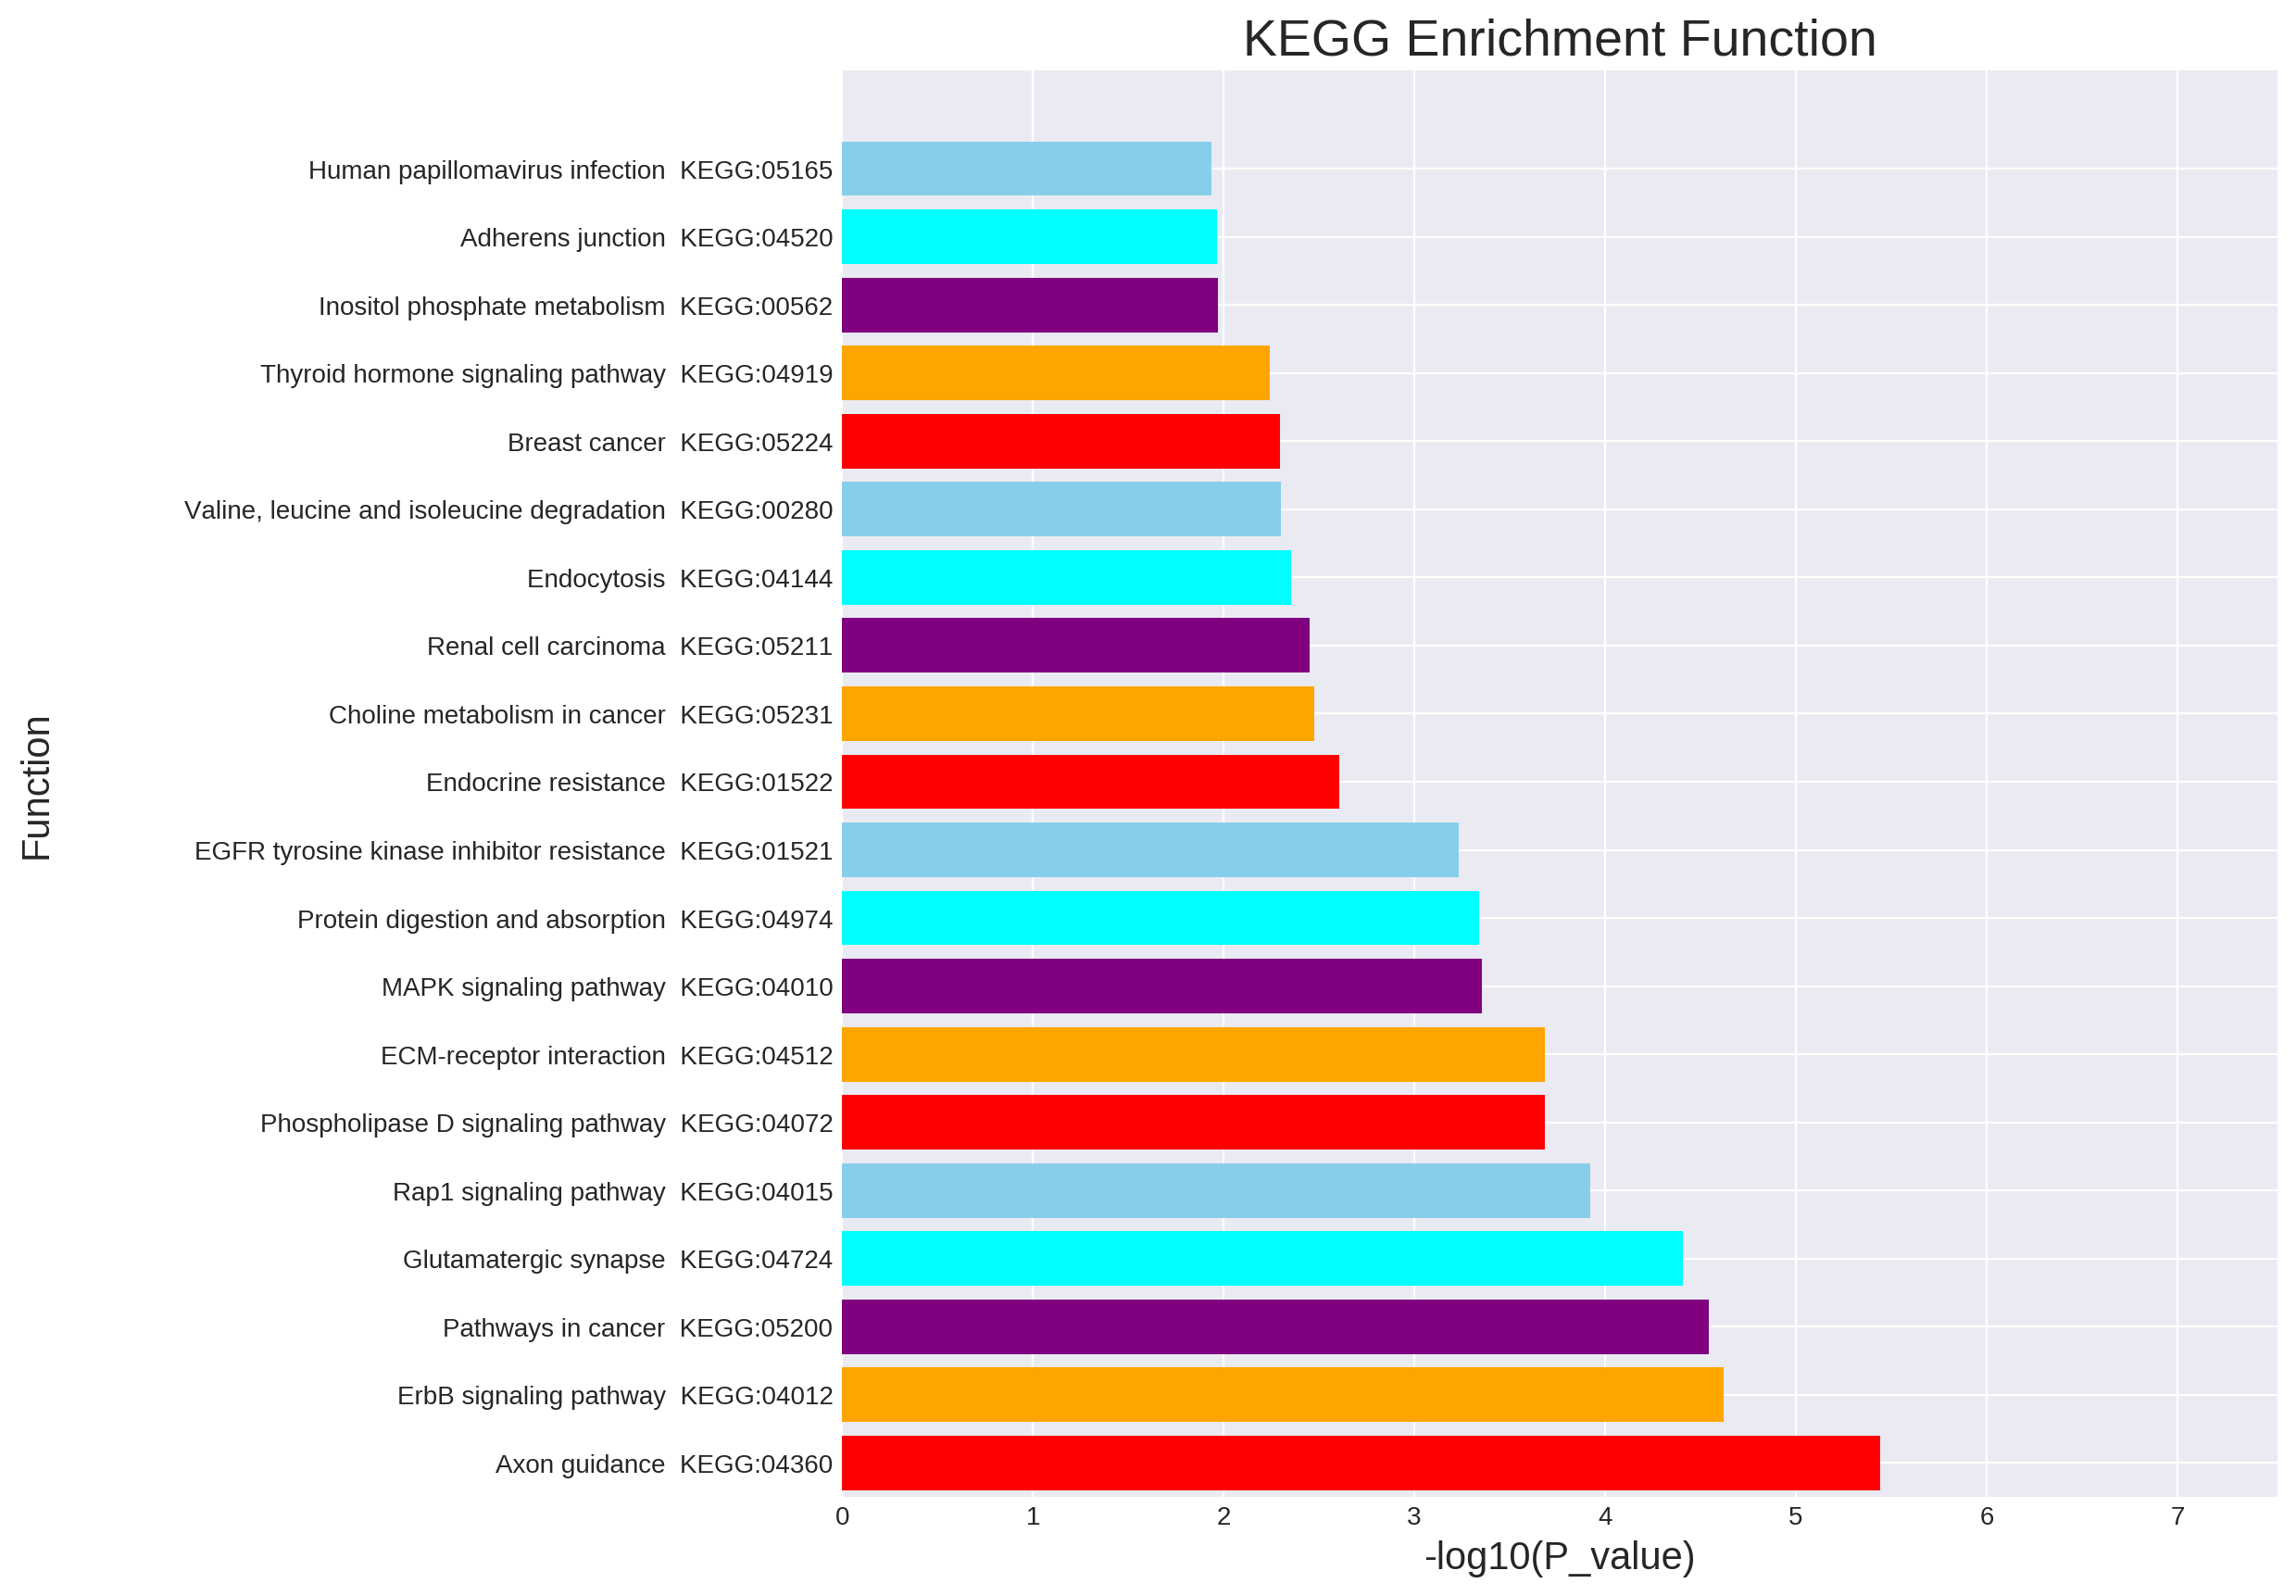 KEGG Enrichment Function
Human papillomavirus infection  KEGG:05165
Adherens junction  KEGG:04520
Inositol phosphate metabolism  KEGG:00562
Thyroid hormone signaling pathway  KEGG:04919
Breast cancer  KEGG:05224
Valine, leucine and isoleucine degradation  KEGG:00280
Endocytosis  KEGG:04144
Renal cell carcinoma  KEGG:05211
Choline metabolism in cancer  KEGG:05231
Endocrine resistance  KEGG:01522
EGFR tyrosine kinase inhibitor resistance  KEGG:01521
Protein digestion and absorption  KEGG:04974
MAPK signaling pathway  KEGG:04010
ECM-receptor interaction  KEGG:04512
Phospholipase D signaling pathway  KEGG:04072
Rap1 signaling pathway  KEGG:04015
Glutamatergic synapse  KEGG:04724
Pathways in cancer  KEGG:05200
ErbB signaling pathway  KEGG:04012
Axon guidance  KEGG:04360
Function
0 1 2 3 4 5 6 7
-log10(P_value)